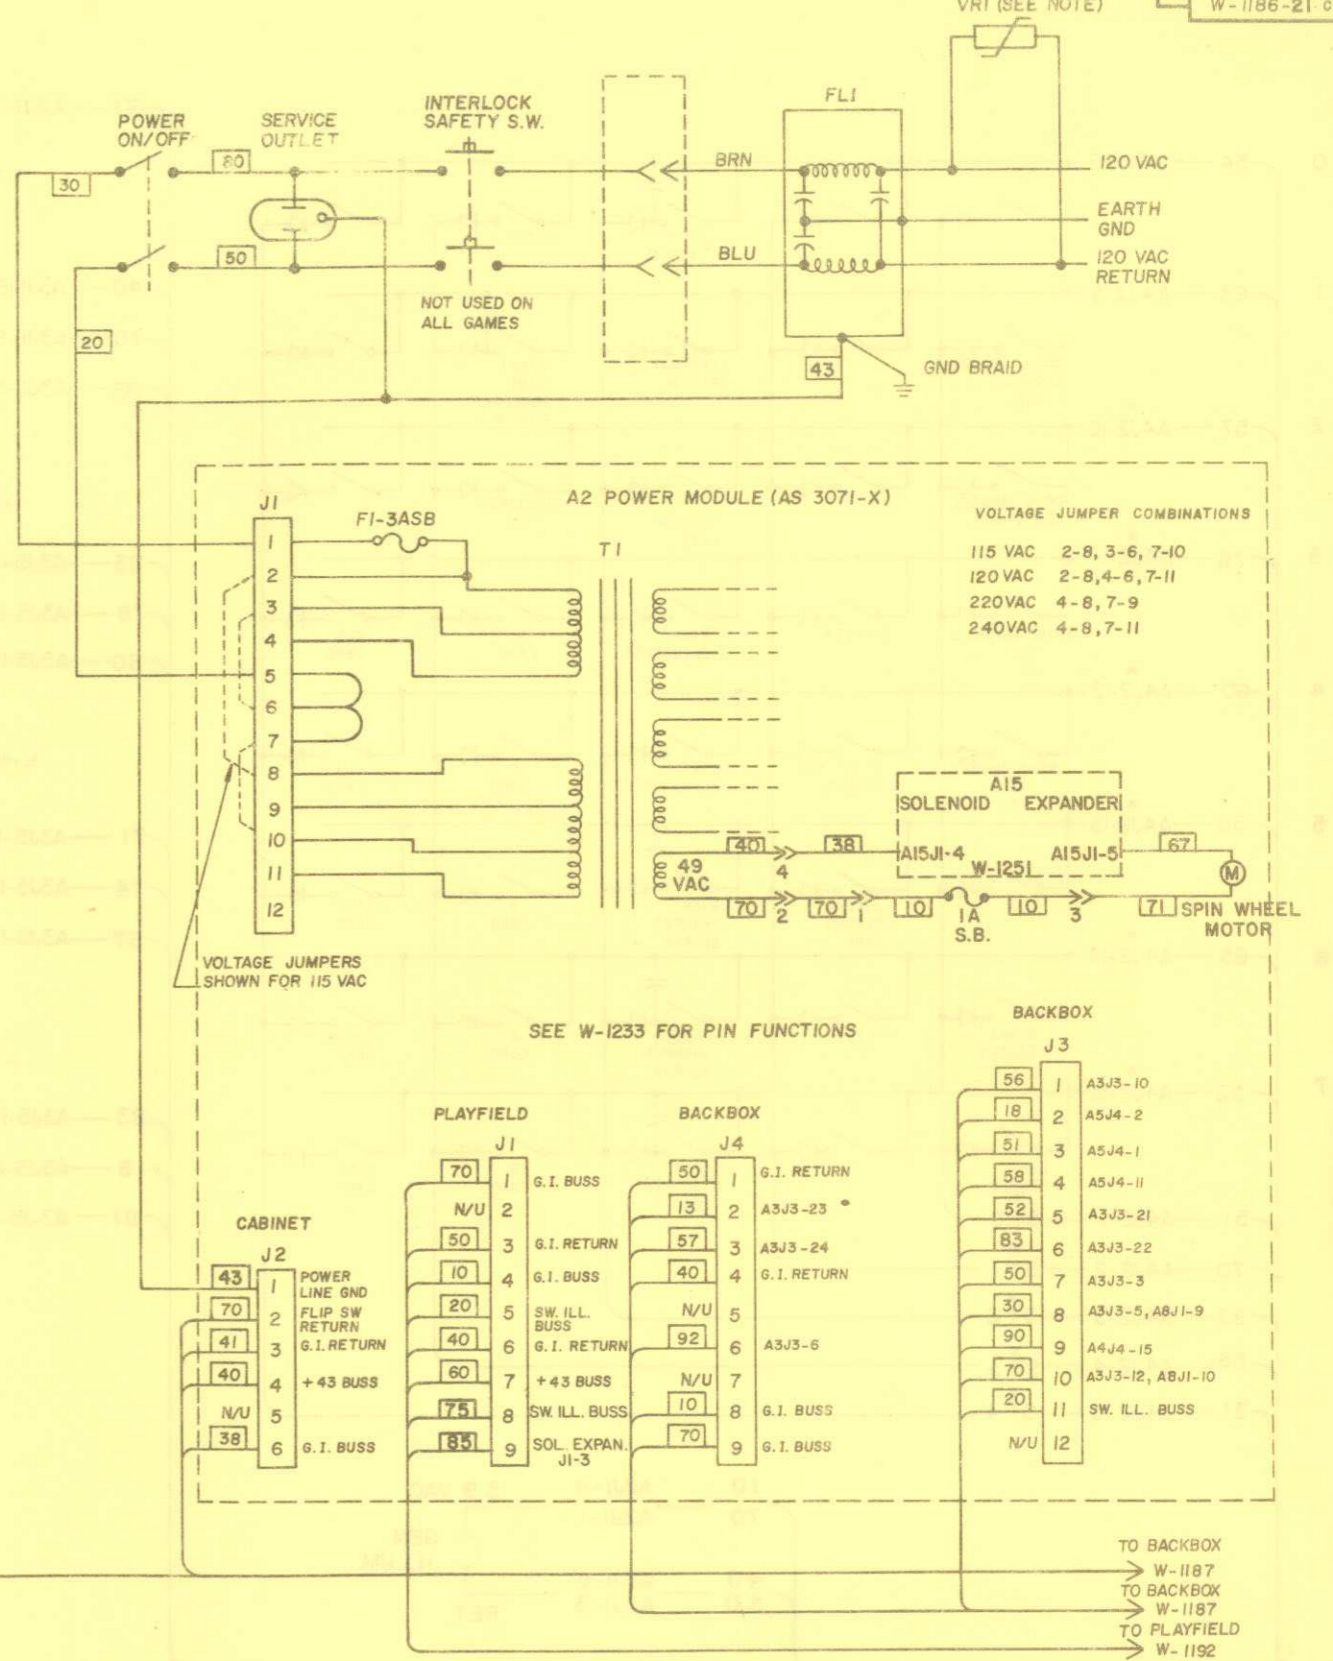 VR1 (SEE NOTE)
W-1186-21
POWER
ON/OFF
SERVICE
OUTLET
INTERLOCK
SAFETY S.W.
FL1
30
80
BRN
120 VAC
EARTH
GND
50
BLU
120 VAC
RETURN
NOT USED ON
ALL GAMES
20
43
GND BRAID
A2 POWER MODULE (AS 3071-X)
J1
F1-3ASB
T1
VOLTAGE JUMPER COMBINATIONS
115 VAC 2-8, 3-6, 7-10
120 VAC 2-8, 4-6, 7-11
220VAC 4-8, 7-9
240VAC 4-8, 7-11
1
2
3
4
5
6
7
8
9
10
11
12
A15
SOLENOID EXPANDER
A15J1-4 A15J1-5
W-1251
49
VAC
40
4
38
67
M
70
2
70
1
10
1A
S.B.
10
3
71
SPIN WHEEL
MOTOR
VOLTAGE JUMPERS
SHOWN FOR 115 VAC
SEE W-1233 FOR PIN FUNCTIONS
CABINET
J2
43 1 POWER
LINE GND
70 2 FLIP SW
RETURN
41 3 G.I. RETURN
40 4 +43 BUSS
N/U 5
38 6 G.I. BUSS
PLAYFIELD
J1
70 1 G.I. BUSS
N/U 2
50 3 G.I. RETURN
10 4 G.I. BUSS
20 5 SW. ILL.
BUSS
40 6 G.I. RETURN
60 7 +43 BUSS
75 8 SW. ILL. BUSS
85 9 SOL. EXPAN.
J1-3
BACKBOX
J4
50 1 G.I. RETURN
13 2 A3J3-23
57 3 A3J3-24
40 4 G.I. RETURN
N/U 5
92 6 A3J3-6
N/U 7
10 8 G.I. BUSS
70 9 G.I. BUSS
BACKBOX
J3
56 1 A3J3-10
18 2 A5J4-2
51 3 A5J4-1
58 4 A5J4-11
52 5 A3J3-21
83 6 A3J3-22
50 7 A3J3-3
30 8 A3J3-5, A8J1-9
90 9 A4J4-15
70 10 A3J3-12, A8J1-10
20 11 SW. ILL. BUSS
N/U 12
TO BACKBOX
W-1187
TO BACKBOX
W-1187
TO PLAYFIELD
W-1192